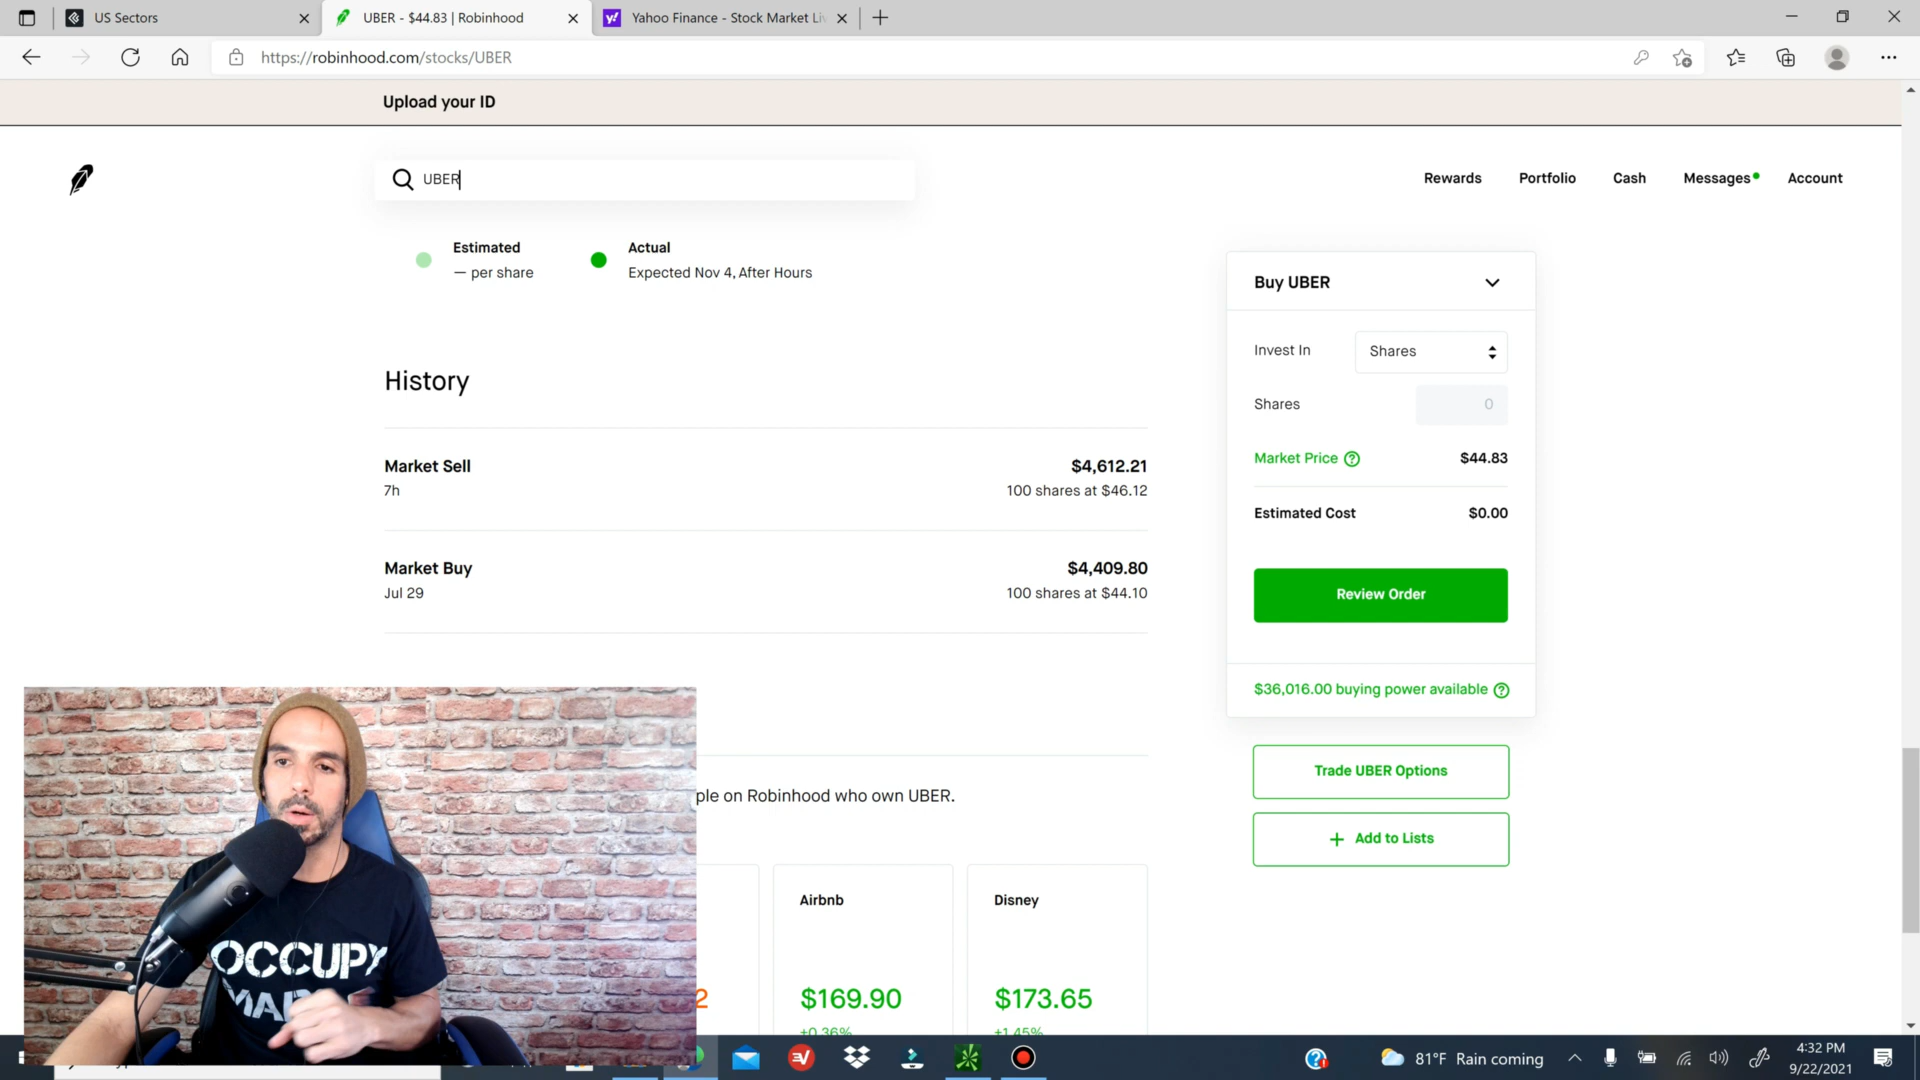 US Sectors
UBER - $44.83 | Robinhood
Yahoo Finance - Stock Market Li
https://robinhood.com/stocks/UBER
Upload your ID
UBER
Rewards
Portfolio
Cash
Messages
Account
Estimated
— per share
Actual
Expected Nov 4, After Hours
History
Market Sell
$4,612.21
7h
100 shares at $46.12
Market Buy
$4,409.80
Jul 29
100 shares at $44.10
ple on Robinhood who own UBER.
2
Airbnb
$169.90
+0.36%
Disney
$173.65
+1.45%
Buy UBER
Invest In
Shares
Shares
0
Market Price
$44.83
Estimated Cost
$0.00
Review Order
$36,016.00 buying power available
Trade UBER Options
+ Add to Lists
OCCUPY
81°F Rain coming
4:32 PM
9/22/2021